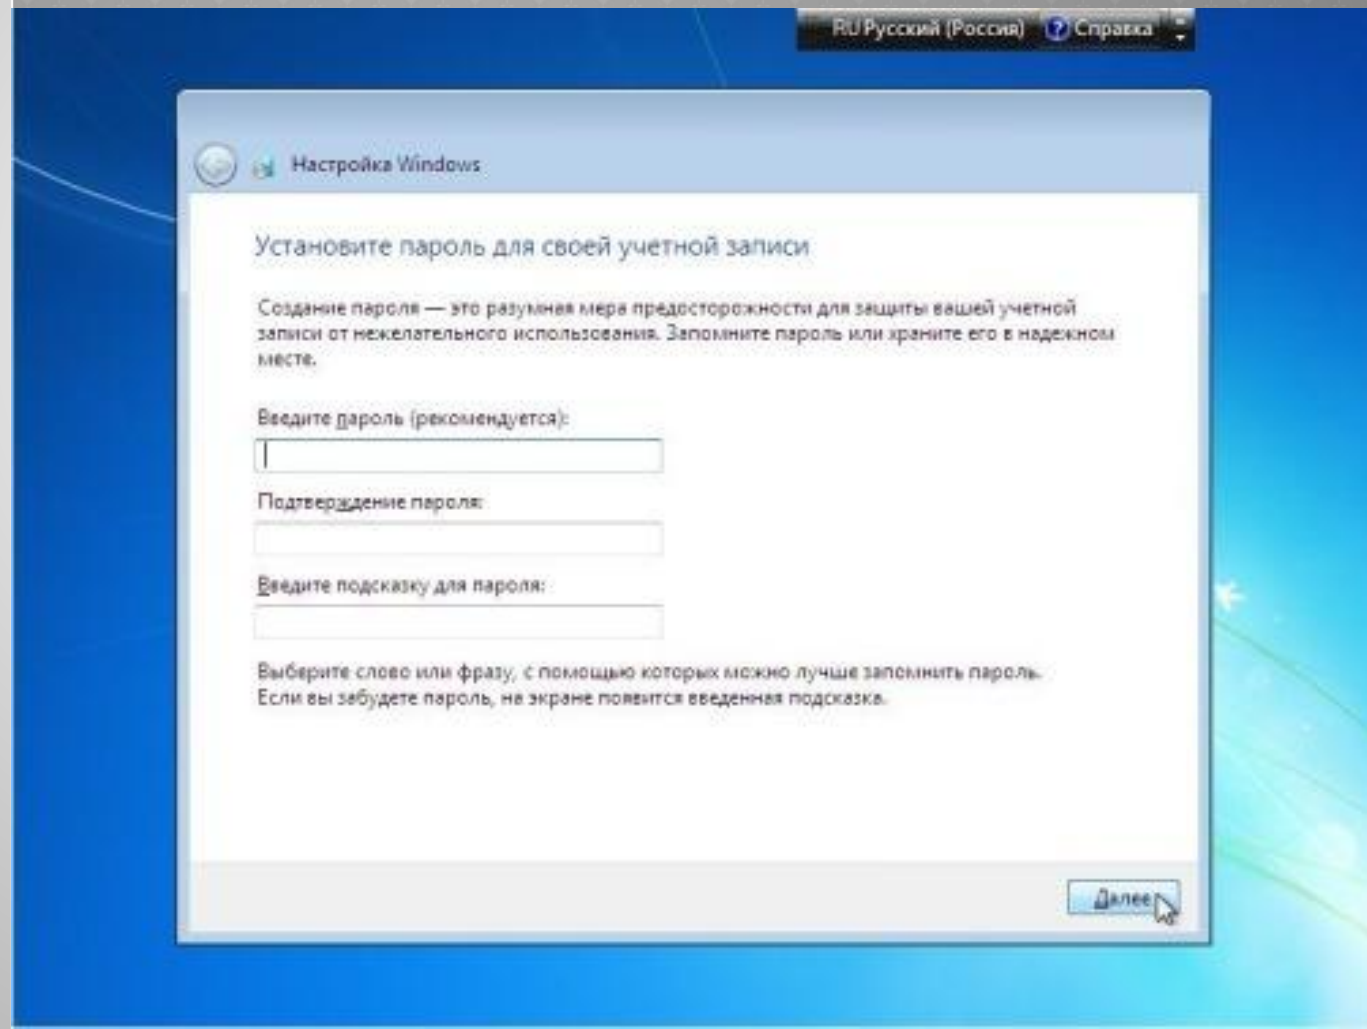 RU Русский (Россия) Справка
Настройка Windows
Установите пароль для своей учетной записи
Создание пароля — это разумная мера предосторожности для защиты вашей учетной
записи от нежелательного использования. Запомните пароль или храните его в надежном
месте.
Введите пароль (рекомендуется):
Подтверждение пароля:
Введите подсказку для пароля:
Выберите слово или фразу, с помощью которых можно лучше запомнить пароль.
Если вы забудете пароль, на экране появится введенная подсказка.
Далее